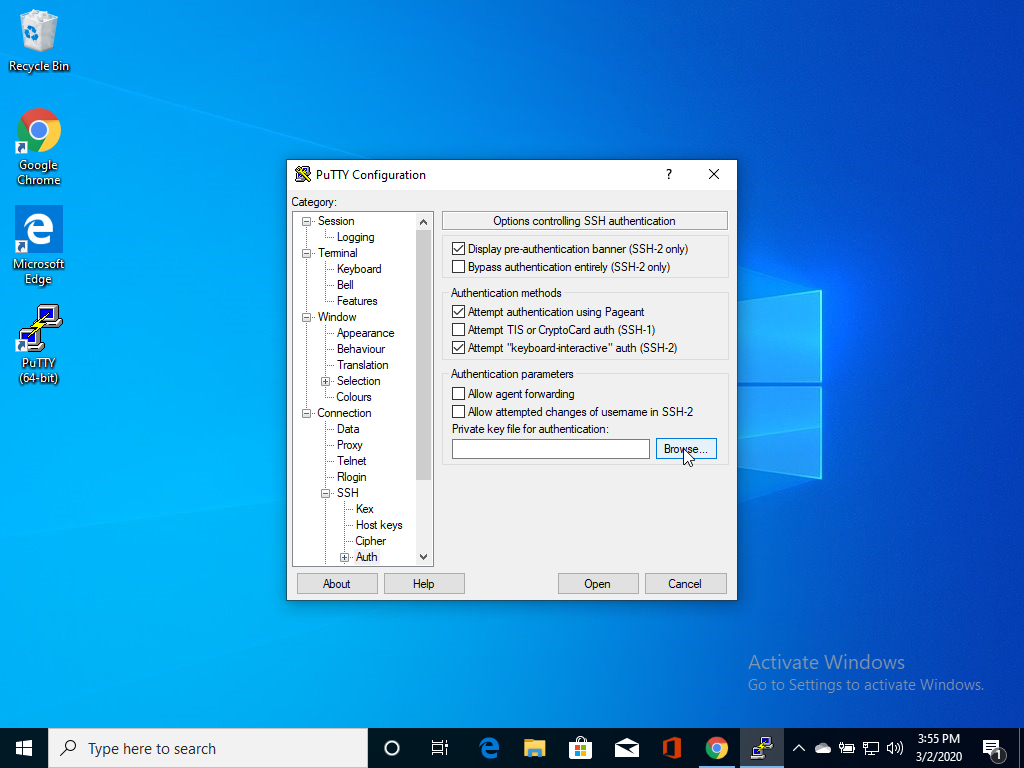 Recycle Bin
Google
Chrome
Microsoft
Edge
PuTTY
(64-bit)
PuTTY Configuration
?
Category:
Session
Logging
Terminal
Keyboard
Bell
Features
Window
Appearance
Behaviour
Translation
Selection
Colours
Connection
Data
Proxy
Telnet
Rlogin
SSH
Kex
Host keys
Cipher
Auth
Options controlling SSH authentication
Display pre-authentication banner (SSH-2 only)
Bypass authentication entirely (SSH-2 only)
Authentication methods
Attempt authentication using Pageant
Attempt TIS or CryptoCard auth (SSH-1)
Attempt "keyboard-interactive" auth (SSH-2)
Authentication parameters
Allow agent forwarding
Allow attempted changes of username in SSH-2
Private key file for authentication:
Browse...
About
Help
Open
Cancel
Activate Windows
Go to Settings to activate Windows.
Type here to search
3:55 PM
3/2/2020
1